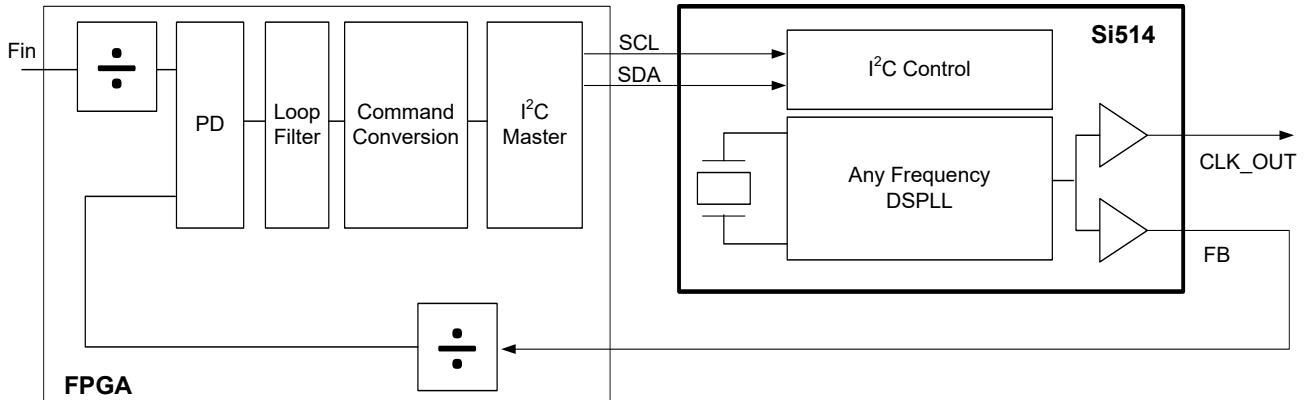 Fin
÷
PD
Loop
Filter
Command
Conversion
I²C
Master
SCL
SDA
Si514
I²C Control
Any Frequency
DSPLL
CLK_OUT
FB
÷
FPGA